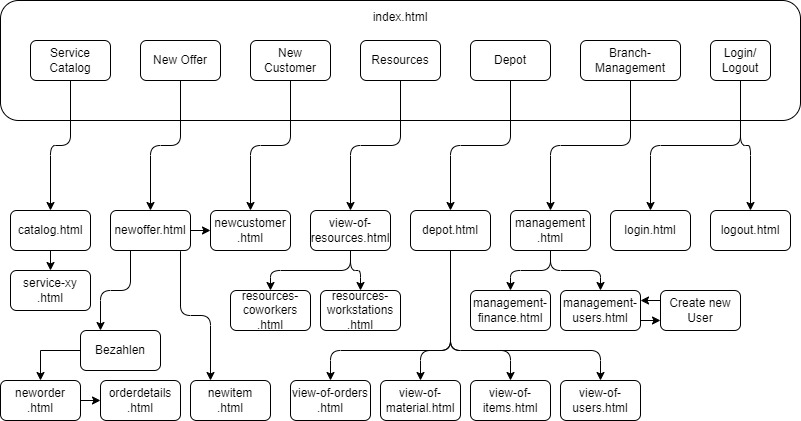 index.html
Service
Catalog
New Offer
New
Customer
Resources
Depot
Branch-
Management
Login/
Logout
catalog.html
newoffer.html
newcustomer
.html
view-of-
resources.html
depot.html
management
.html
login.html
logout.html
service-xy
.html
resources-
coworkers
.html
resources-
workstations
.html
management-
finance.html
management-
users.html
Create new
User
Bezahlen
neworder
.html
orderdetails
.html
newitem
.html
view-of-orders
.html
view-of-
material.html
view-of-
items.html
view-of-
users.html